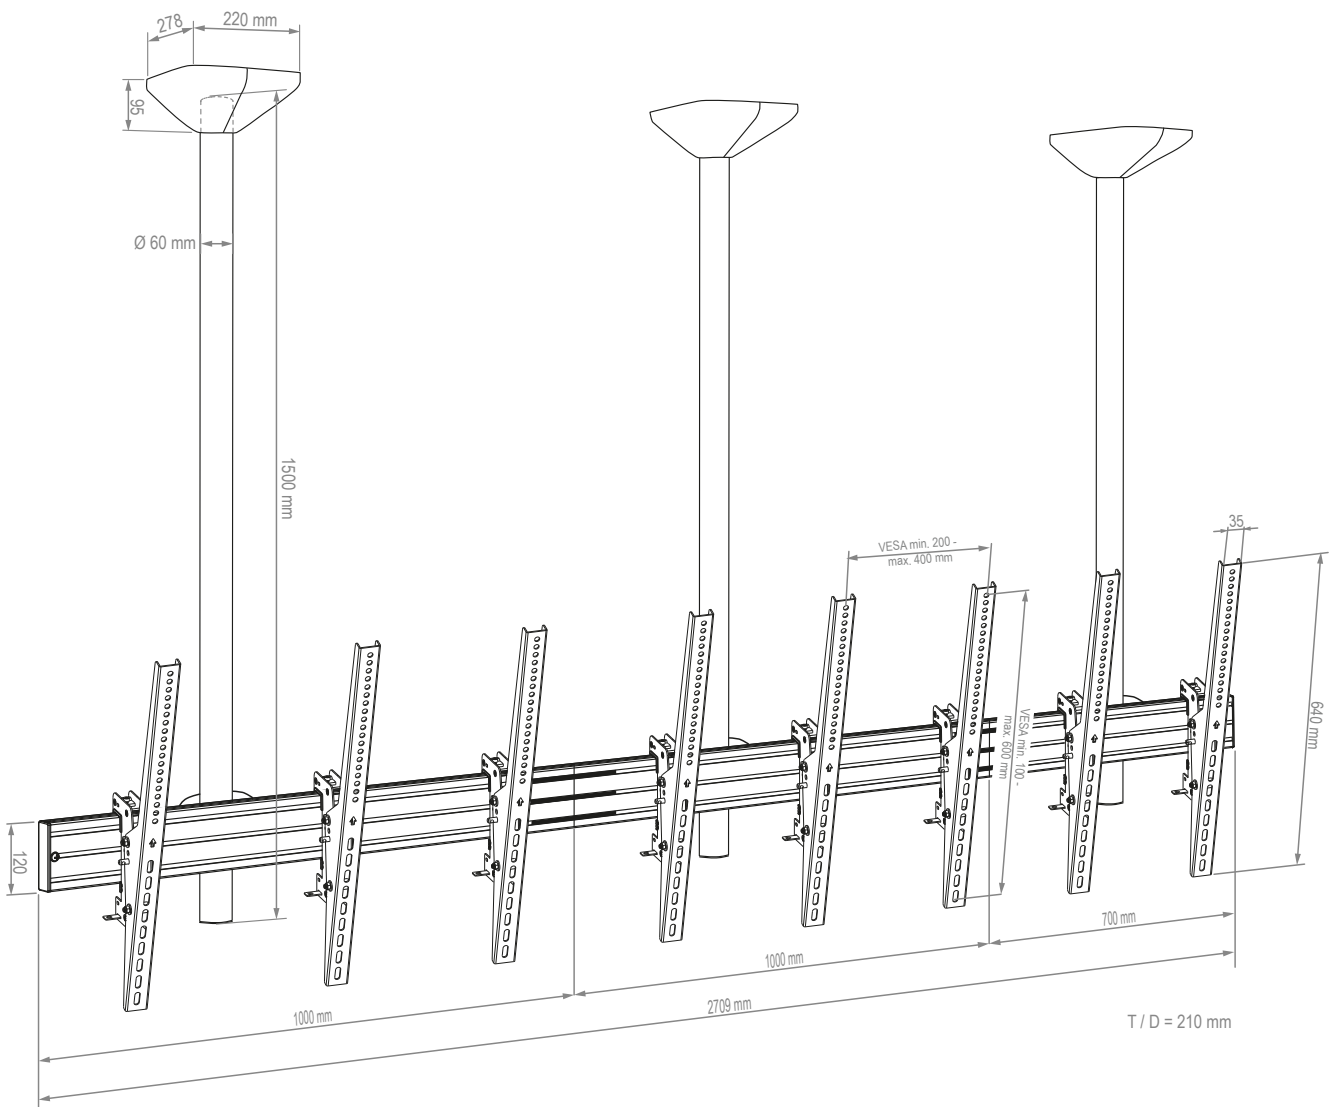 278
220 mm
95
Ø 60 mm
1500 mm
VESA min. 200 -
max. 400 mm
35
VESA min. 100 -
max. 600 mm
640 mm
120
700 mm
1000 mm
1000 mm
2709 mm
T / D = 210 mm